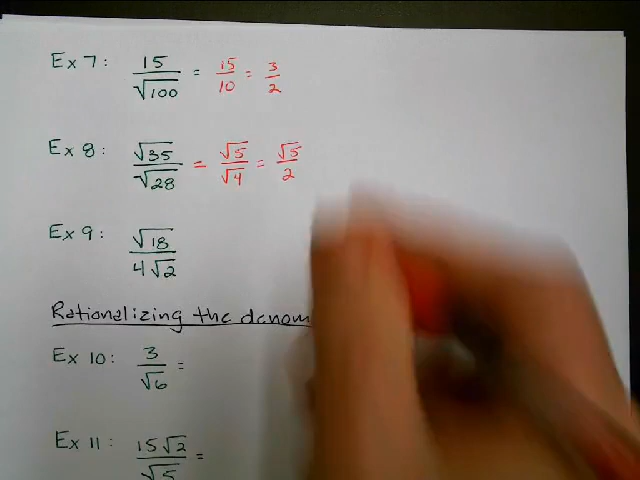 Ex 7: 15/√100 = 15/10 = 3/2
Ex 8: √35/√28 = √5/√4 = √5/2
Ex 9: √18/4√2
Rationalizing the denom
Ex 10: 3/√6 =
Ex 11: 15√2/√5 =